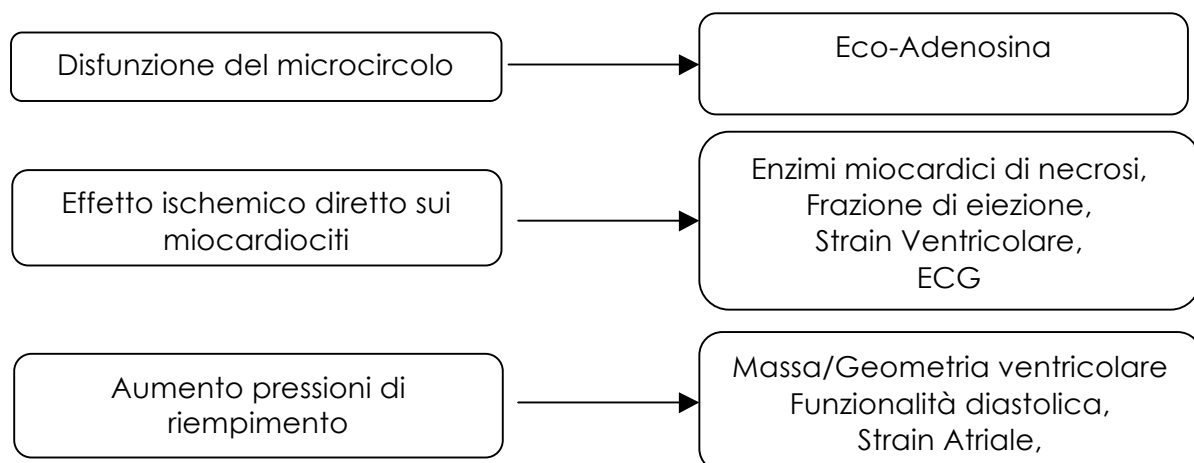 Disfunzione del microcircolo
Eco-Adenosina
Effetto ischemico diretto sui
miocardiociti
Enzimi miocardici di necrosi,
Frazione di eiezione,
Strain Ventricolare,
ECG
Aumento pressioni di
riempimento
Massa/Geometria ventricolare
Funzionalità diastolica,
Strain Atriale,